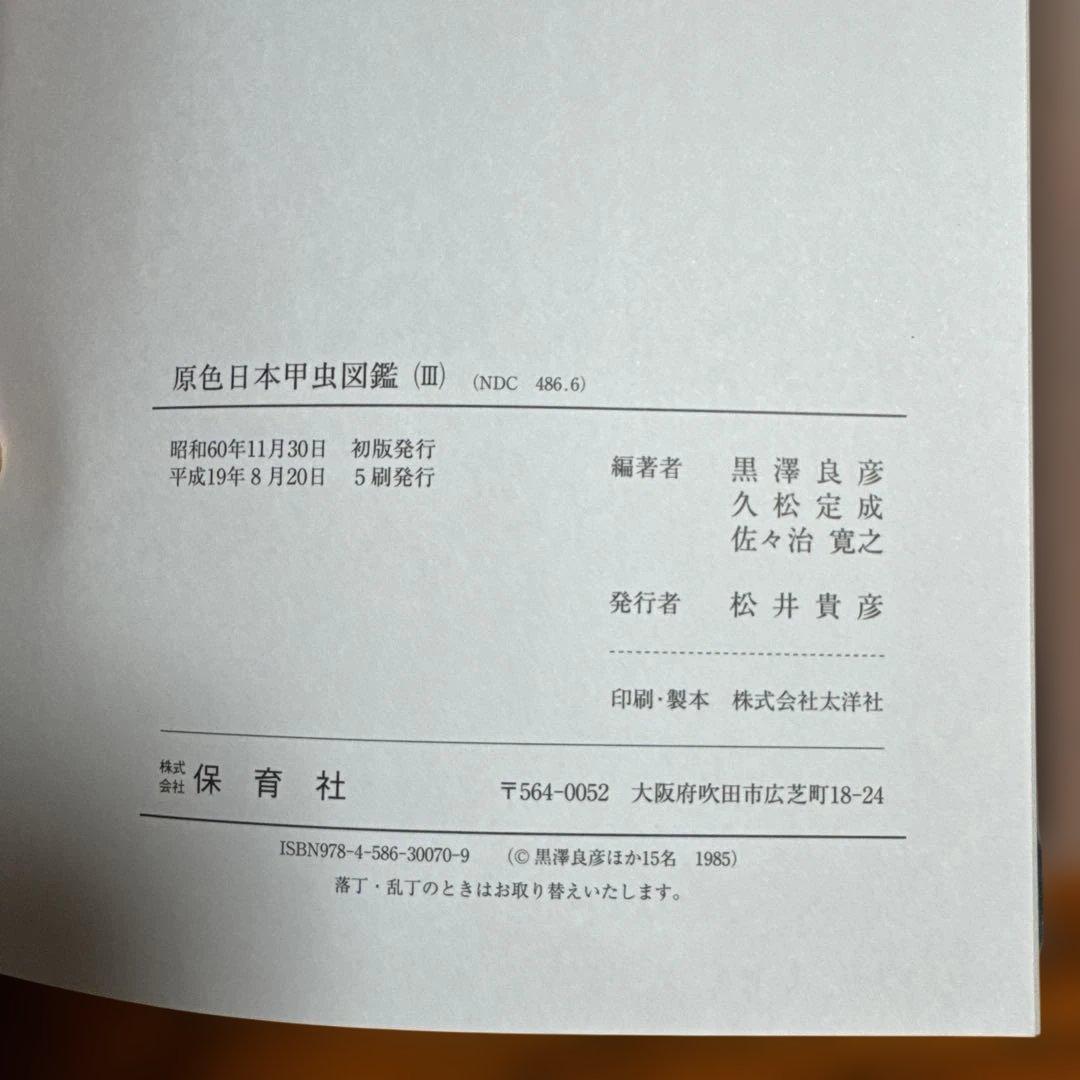 原色日本甲虫図鑑 (Ⅲ) (NDC 486.6)
昭和60年11月30日 初版発行
平成19年8月20日 5刷発行
編著者 黒澤良彦
久松定成
佐々治 寛之
発行者 松井貴彦
印刷・製本 株式会社太洋社
株式会社 保育社 〒564-0052 大阪府吹田市広芝町18-24
ISBN978-4-586-30070-9 (© 黒澤良彦ほか15名 1985)
落丁・乱丁のときはお取り替えいたします。